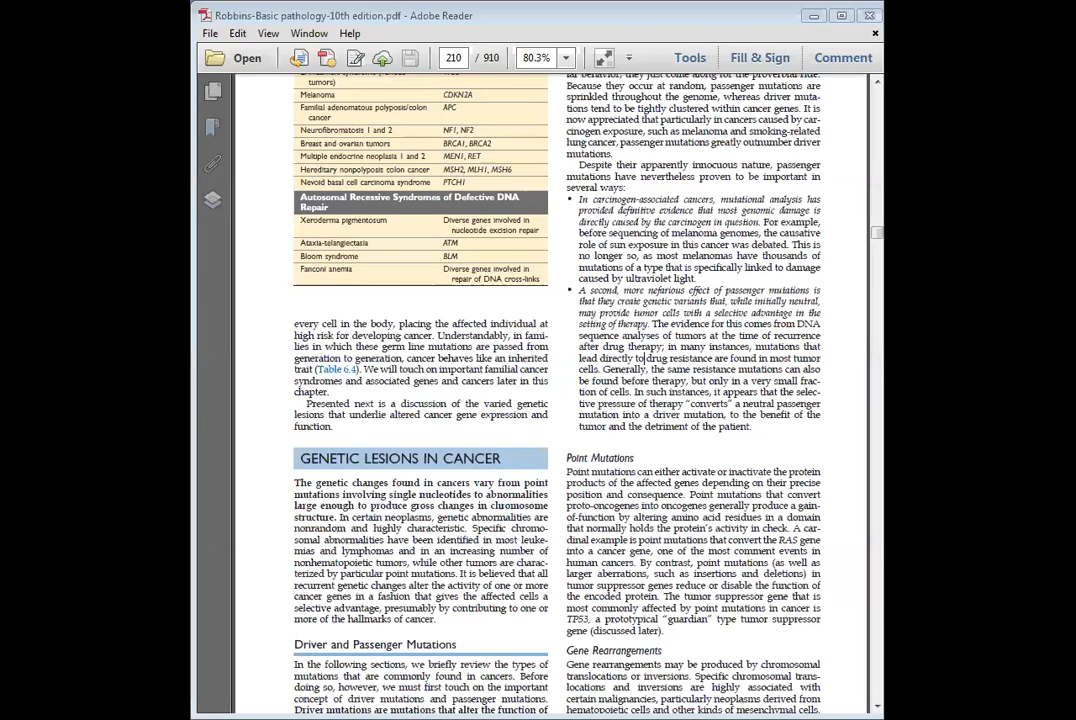 Robbins-Basic pathology-10th edition.pdf - Adobe Reader
File Edit View Window Help
Open 210 / 910 80.3% Tools Fill & Sign Comment
tumors)
Melanoma CDKN2A
Familial adenomatous polyposis/colon APC
cancer
Neurofibromatosis 1 and 2 NF1, NF2
Breast and ovarian tumors BRCA1, BRCA2
Multiple endocrine neoplasia 1 and 2 MEN1, RET
Hereditary nonpolyposis colon cancer MSH2, MLH1, MSH6
Nevoid basal cell carcinoma syndrome PTCH1
Autosomal Recessive Syndromes of Defective DNA
Repair
Xeroderma pigmentosum Diverse genes involved in
nucleotide excision repair
Ataxia-telangiectasia ATM
Bloom syndrome BLM
Fanconi anemia Diverse genes involved in
repair of DNA cross-links
every cell in the body, placing the affected individual at
high risk for developing cancer. Understandably, in fami-
lies in which these germ line mutations are passed from
generation to generation, cancer behaves like an inherited
trait (Table 6.4). We will touch on important familial cancer
syndromes and associated genes and cancers later in this
chapter.
Presented next is a discussion of the varied genetic
lesions that underlie altered cancer gene expression and
function.
GENETIC LESIONS IN CANCER
The genetic changes found in cancers vary from point
mutations involving single nucleotides to abnormalities
large enough to produce gross changes in chromosome
structure. In certain neoplasms, genetic abnormalities are
nonrandom and highly characteristic. Specific chromo-
somal abnormalities have been identified in most leuke-
mias and lymphomas and in an increasing number of
nonhematopoietic tumors, while other tumors are charac-
terized by particular point mutations. It is believed that all
recurrent genetic changes alter the activity of one or more
cancer genes in a fashion that gives the affected cells a
selective advantage, presumably by contributing to one or
more of the hallmarks of cancer.
Driver and Passenger Mutations
In the following sections, we briefly review the types of
mutations that are commonly found in cancers. Before
doing so, however, we must first touch on the important
concept of driver mutations and passenger mutations.
Driver mutations are mutations that alter the function of
lar behavior, they just come along for the proverbial ride.
Because they occur at random, passenger mutations are
sprinkled throughout the genome, whereas driver muta-
tions tend to be tightly clustered within cancer genes. It is
now appreciated that particularly in cancers caused by car-
cinogen exposure, such as melanoma and smoking-related
lung cancer, passenger mutations greatly outnumber driver
mutations.
Despite their apparently innocuous nature, passenger
mutations have nevertheless proven to be important in
several ways:
• In carcinogen-associated cancers, mutational analysis has
provided definitive evidence that most genomic damage is
directly caused by the carcinogen in question. For example,
before sequencing of melanoma genomes, the causative
role of sun exposure in this cancer was debated. This is
no longer so, as most melanomas have thousands of
mutations of a type that is specifically linked to damage
caused by ultraviolet light.
• A second, more nefarious effect of passenger mutations is
that they create genetic variants that, while initially neutral,
may provide tumor cells with a selective advantage in the
setting of therapy. The evidence for this comes from DNA
sequence analyses of tumors at the time of recurrence
after drug therapy; in many instances, mutations that
lead directly to drug resistance are found in most tumor
cells. Generally, the same resistance mutations can also
be found before therapy, but only in a very small frac-
tion of cells. In such instances, it appears that the selec-
tive pressure of therapy “converts” a neutral passenger
mutation into a driver mutation, to the benefit of the
tumor and the detriment of the patient.
Point Mutations
Point mutations can either activate or inactivate the protein
products of the affected genes depending on their precise
position and consequence. Point mutations that convert
proto-oncogenes into oncogenes generally produce a gain-
of-function by altering amino acid residues in a domain
that normally holds the protein's activity in check. A car-
dinal example is point mutations that convert the RAS gene
into a cancer gene, one of the most comment events in
human cancers. By contrast, point mutations (as well as
larger aberrations, such as insertions and deletions) in
tumor suppressor genes reduce or disable the function of
the encoded protein. The tumor suppressor gene that is
most commonly affected by point mutations in cancer is
TP53, a prototypical “guardian” type tumor suppressor
gene (discussed later).
Gene Rearrangements
Gene rearrangements may be produced by chromosomal
translocations or inversions. Specific chromosomal trans-
locations and inversions are highly associated with
certain malignancies, particularly neoplasms derived from
hematopoietic cells and other kinds of mesenchymal cells.